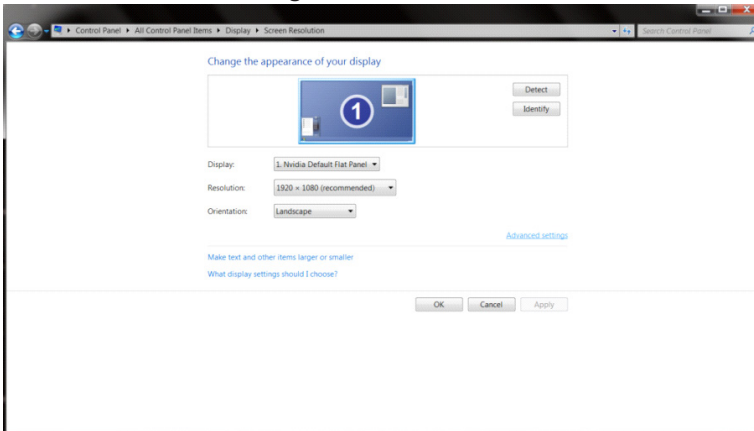 Control Panel ▸ All Control Panel Items ▸ Display ▸ Screen Resolution
Search Control Panel
Change the appearance of your display
1
Detect
Identify
Display:
1. Nvidia Default Flat Panel
Resolution:
1920 × 1080 (recommended)
Orientation:
Landscape
Advanced settings
Make text and other items larger or smaller
What display settings should I choose?
OK
Cancel
Apply